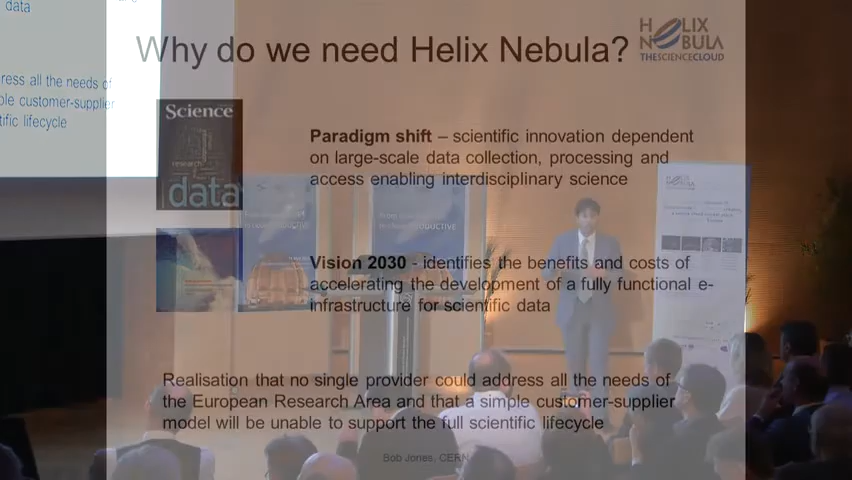 data
ress all the needs of
ple customer-supplier
tific lifecycle
Why do we need Helix Nebula?
HELIX
NEBULA
THESCIENCECLOUD
Science
research
data
Paradigm shift – scientific innovation dependent
on large-scale data collection, processing and
access enabling interdisciplinary science
Vision 2030 - identifies the benefits and costs of
accelerating the development of a fully functional e-
infrastructure for scientific data
Realisation that no single provider could address all the needs of
the European Research Area and that a simple customer-supplier
model will be unable to support the full scientific lifecycle
Bob Jones, CERN